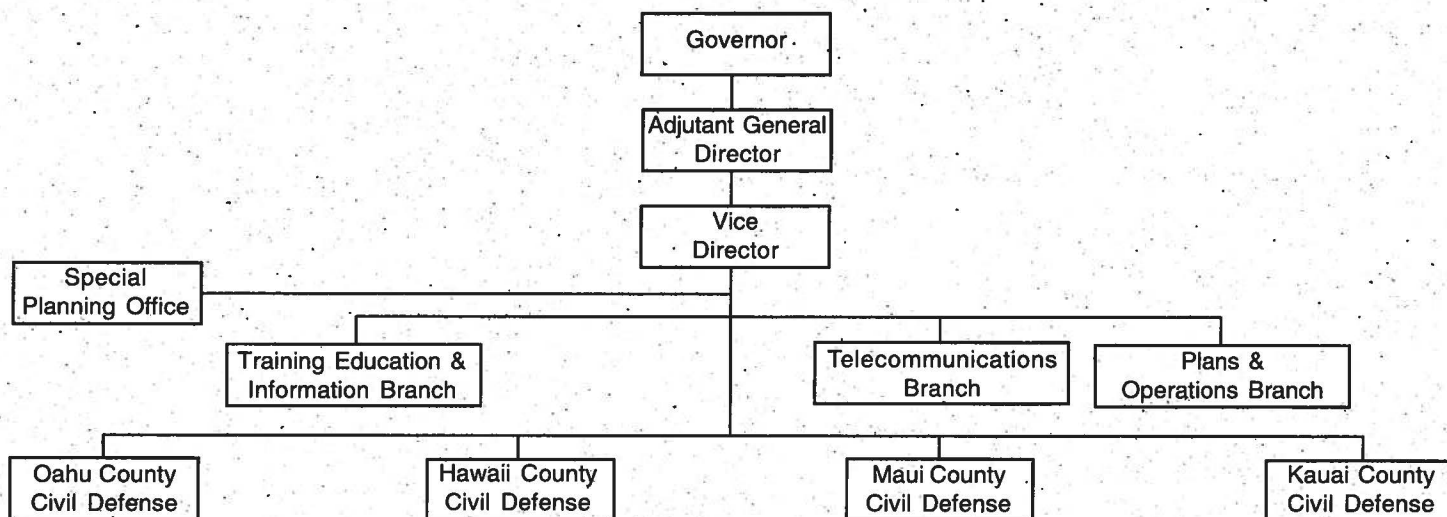 Governor
Adjutant General
Director
Vice
Director
Special
Planning Office
Training Education &
Information Branch
Telecommunications
Branch
Plans &
Operations Branch
Oahu County
Civil Defense
Hawaii County
Civil Defense
Maui County
Civil Defense
Kauai County
Civil Defense